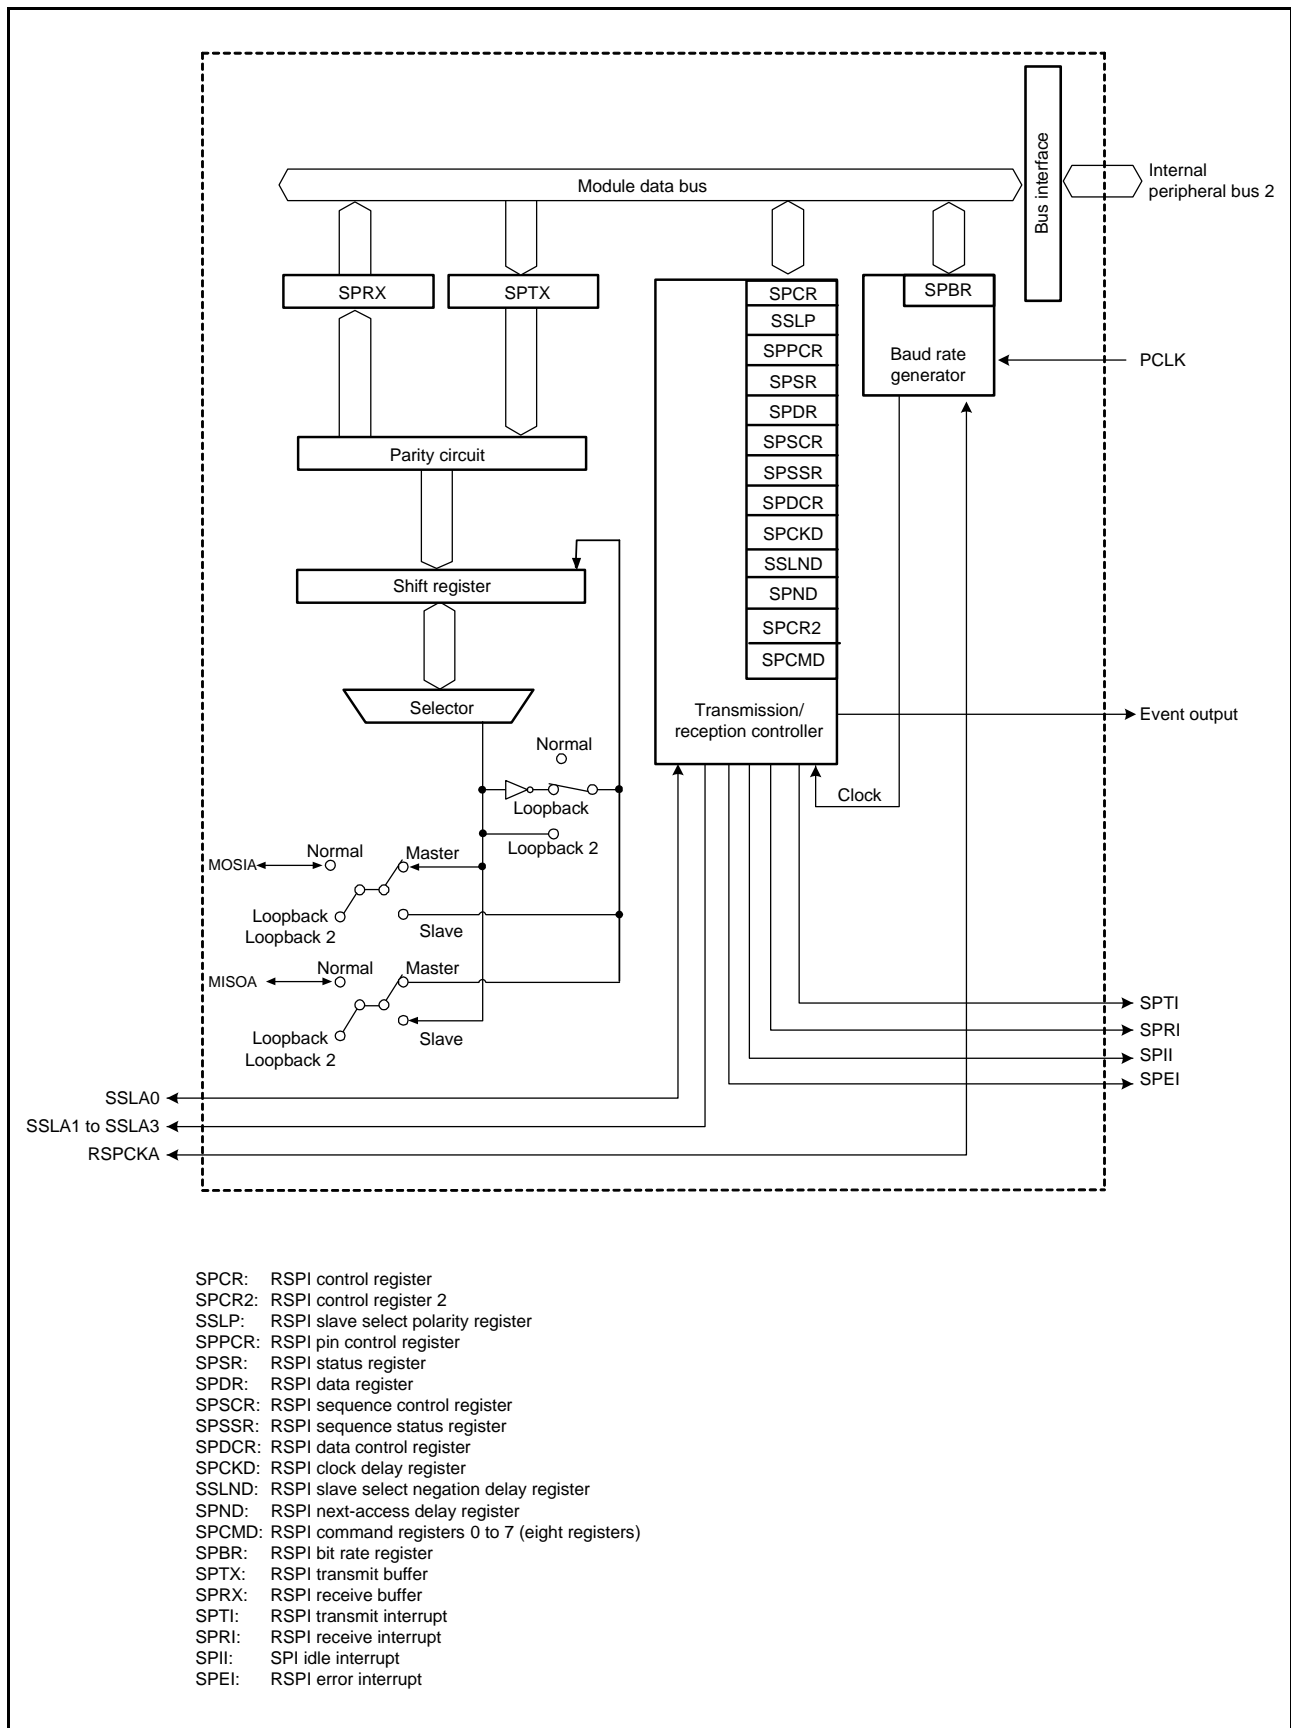 Bus interface
Internal
peripheral bus 2
Module data bus
SPRX
SPTX
SPCR
SSLP
SPPCR
SPSR
SPDR
SPSCR
SPSSR
SPDCR
SPCKD
SSLND
SPND
SPCR2
SPCMD
Transmission/
reception controller
SPBR
Baud rate
generator
PCLK
Parity circuit
Shift register
Selector
Event output
Normal
Loopback
Loopback 2
Clock
MOSIA
Normal
Master
Loopback
Loopback 2
Slave
MISOA
Normal
Master
Loopback
Loopback 2
Slave
SPTI
SPRI
SPII
SPEI
SSLA0
SSLA1 to SSLA3
RSPCKA
SPCR: RSPI control register
SPCR2: RSPI control register 2
SSLP: RSPI slave select polarity register
SPPCR: RSPI pin control register
SPSR: RSPI status register
SPDR: RSPI data register
SPSCR: RSPI sequence control register
SPSSR: RSPI sequence status register
SPDCR: RSPI data control register
SPCKD: RSPI clock delay register
SSLND: RSPI slave select negation delay register
SPND: RSPI next-access delay register
SPCMD: RSPI command registers 0 to 7 (eight registers)
SPBR: RSPI bit rate register
SPTX: RSPI transmit buffer
SPRX: RSPI receive buffer
SPTI: RSPI transmit interrupt
SPRI: RSPI receive interrupt
SPII: SPI idle interrupt
SPEI: RSPI error interrupt